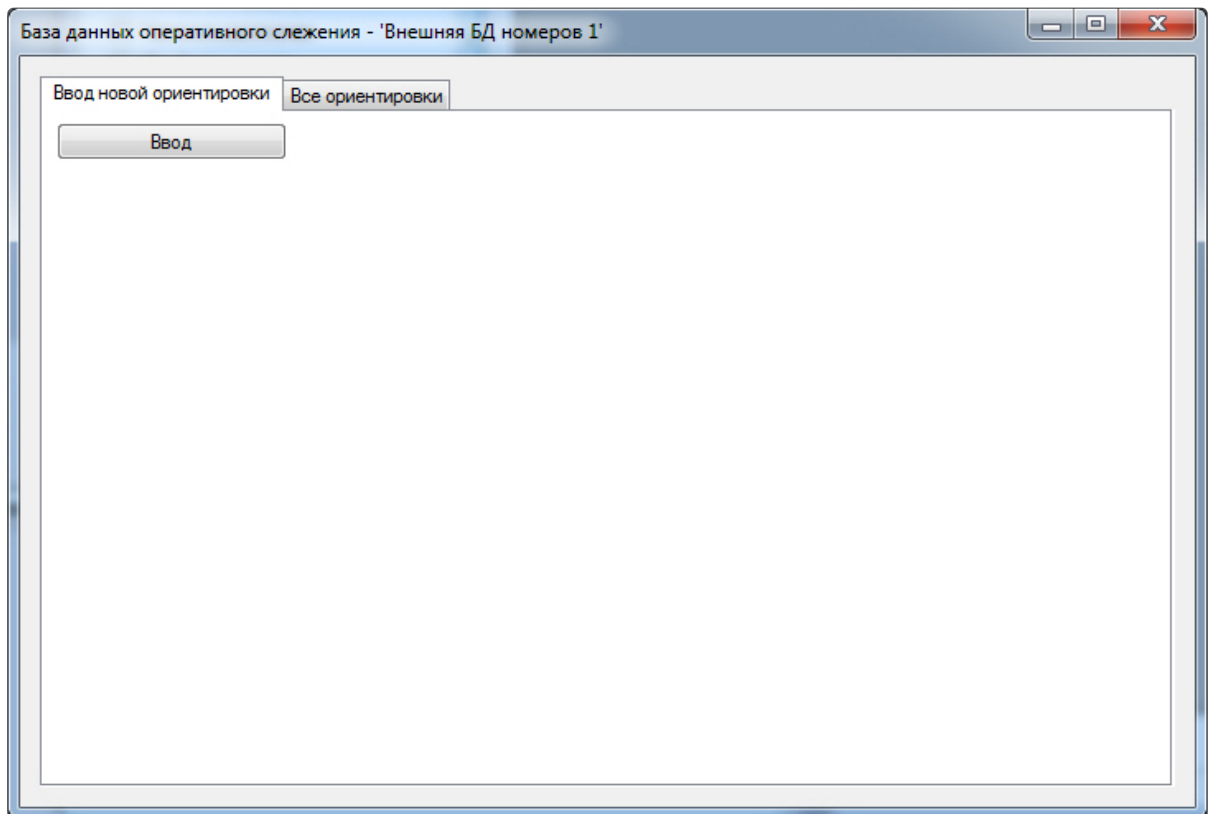 База данных оперативного слежения - 'Внешняя БД номеров 1'
Ввод новой ориентировки
Все ориентировки
Ввод